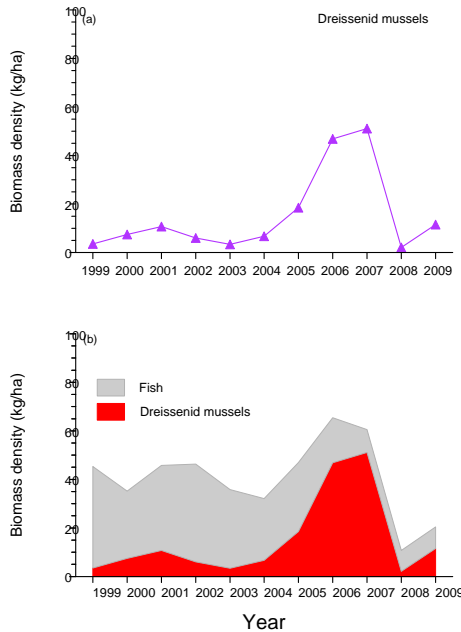 (a) Dreissenid mussels
Biomass density (kg/ha)
100
80
60
40
20
0
1999 2000 2001 2002 2003 2004 2005 2006 2007 2008 2009
(b)
Biomass density (kg/ha)
100
80
60
40
20
0
Fish
Dreissenid mussels
1999 2000 2001 2002 2003 2004 2005 2006 2007 2008 2009
Year